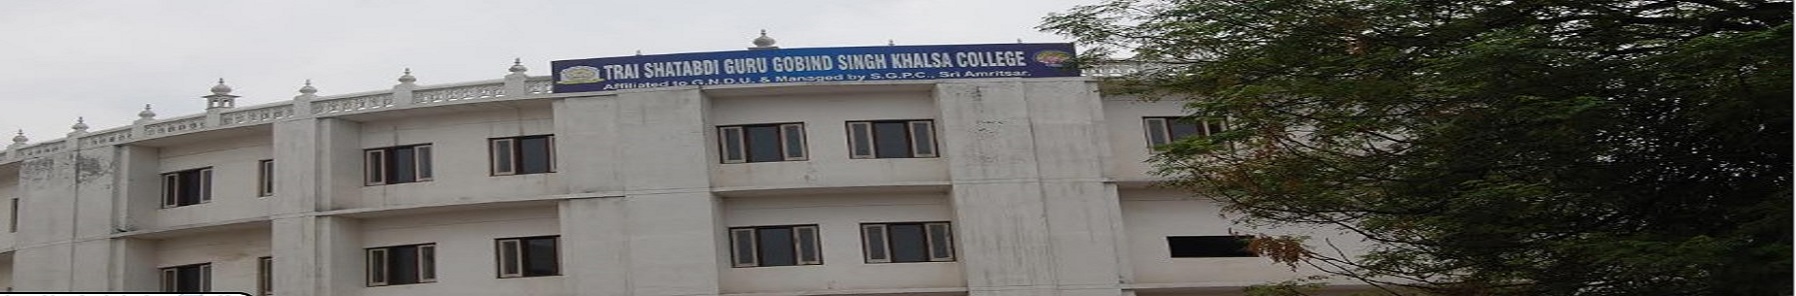 TRAI SHATABDI GURU GOBIND SINGH KHALSA COLLEGE
Affiliated to G.N.D.U. & Managed by S.G.P.C., Sri Amritsar.